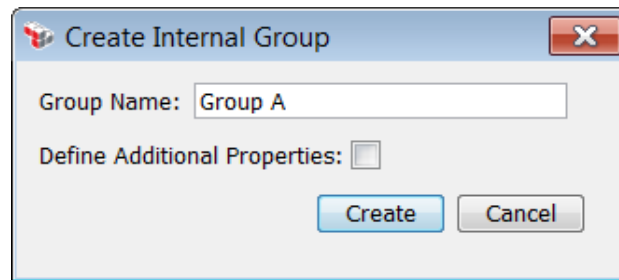 Create Internal Group
Group Name: Group A
Define Additional Properties:
Create Cancel